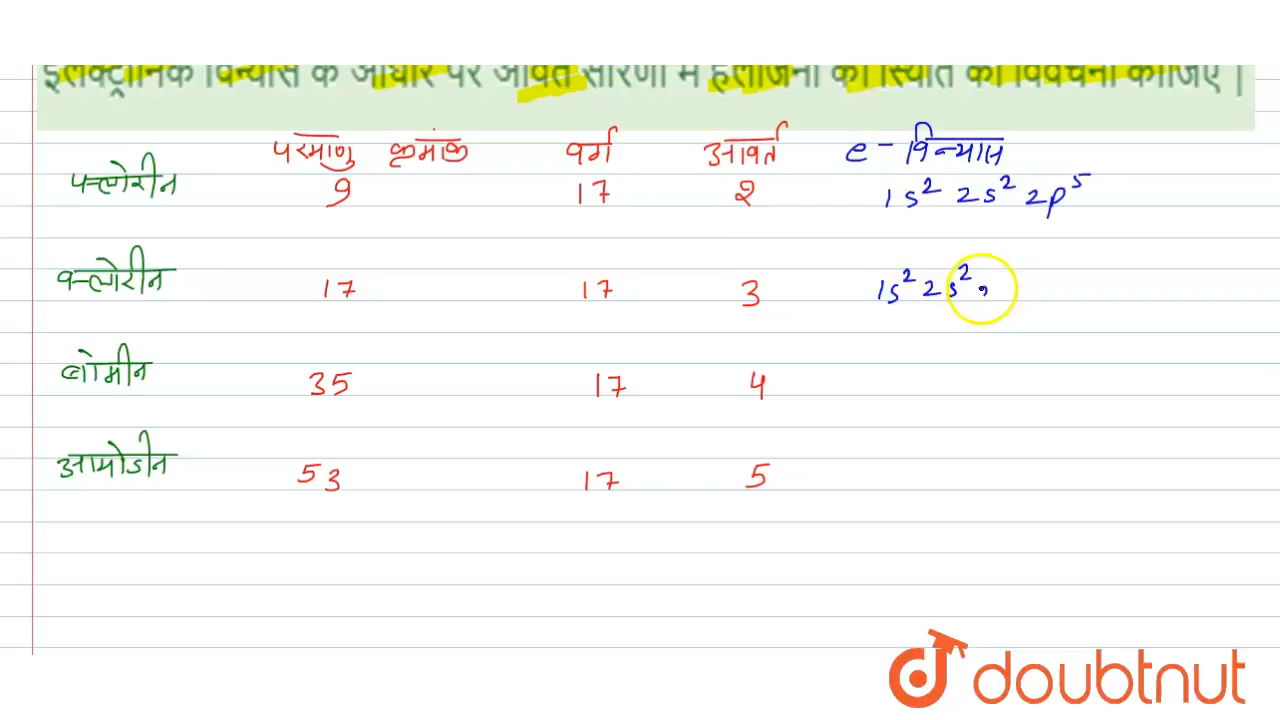 इलेक्ट्रॉनिक विन्यास के आधार पर आवर्त सारणी में हैलोजनों की स्थिति की विवेचना कीजिए |
परमाणु क्रमांक वर्ग आवर्त e- विन्यास
फ्लोरीन 9 17 2 1s² 2s² 2p⁵
क्लोरीन 17 17 3 1s² 2s²
ब्रोमीन 35 17 4
आयोडीन 53 17 5
doubtnut